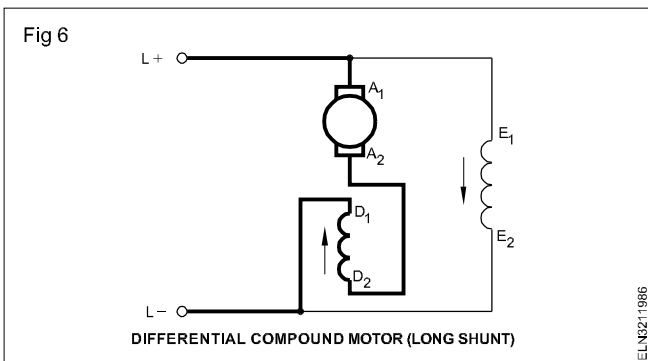 Fig 6
L +
A1
A2
E1
E2
D1
D2
L –
DIFFERENTIAL COMPOUND MOTOR (LONG SHUNT)
ELN3211986